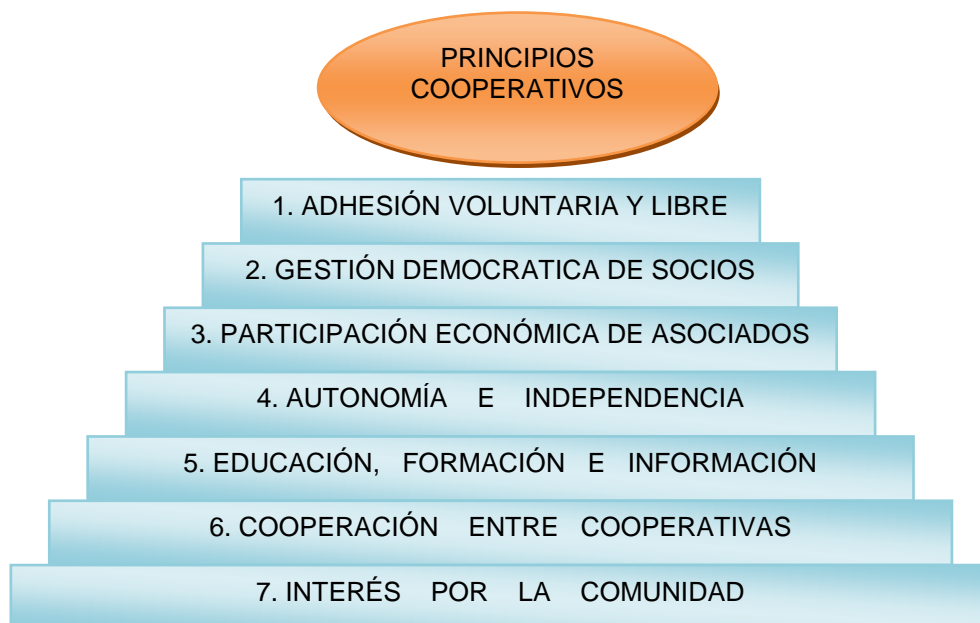 PRINCIPIOS
COOPERATIVOS
1. ADHESIÓN VOLUNTARIA Y LIBRE
2. GESTIÓN DEMOCRATICA DE SOCIOS
3. PARTICIPACIÓN ECONÓMICA DE ASOCIADOS
4. AUTONOMÍA E INDEPENDENCIA
5. EDUCACIÓN, FORMACIÓN E INFORMACIÓN
6. COOPERACIÓN ENTRE COOPERATIVAS
7. INTERÉS POR LA COMUNIDAD